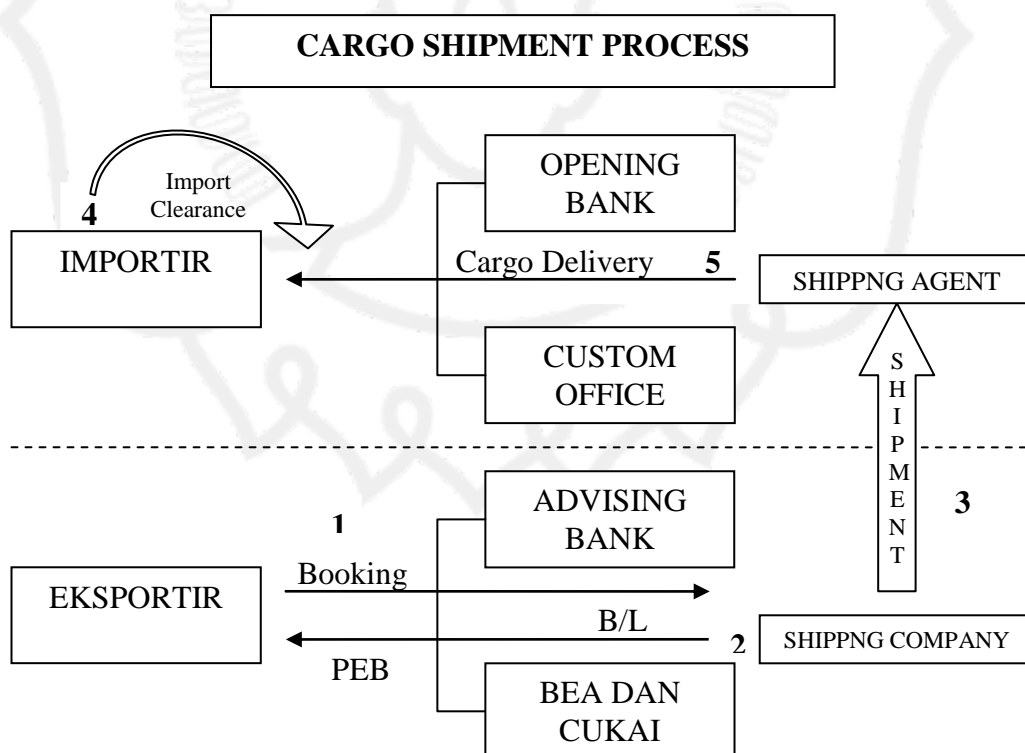 CARGO SHIPMENT PROCESS
OPENING
BANK
Import
Clearance
4
IMPORTIR
Cargo Delivery
5
SHIPPNG AGENT
CUSTOM
OFFICE
SHIPMENT
3
ADVISING
BANK
1
Booking
EKSPORTIR
B/L
2
SHIPPNG COMPANY
PEB
BEA DAN
CUKAI